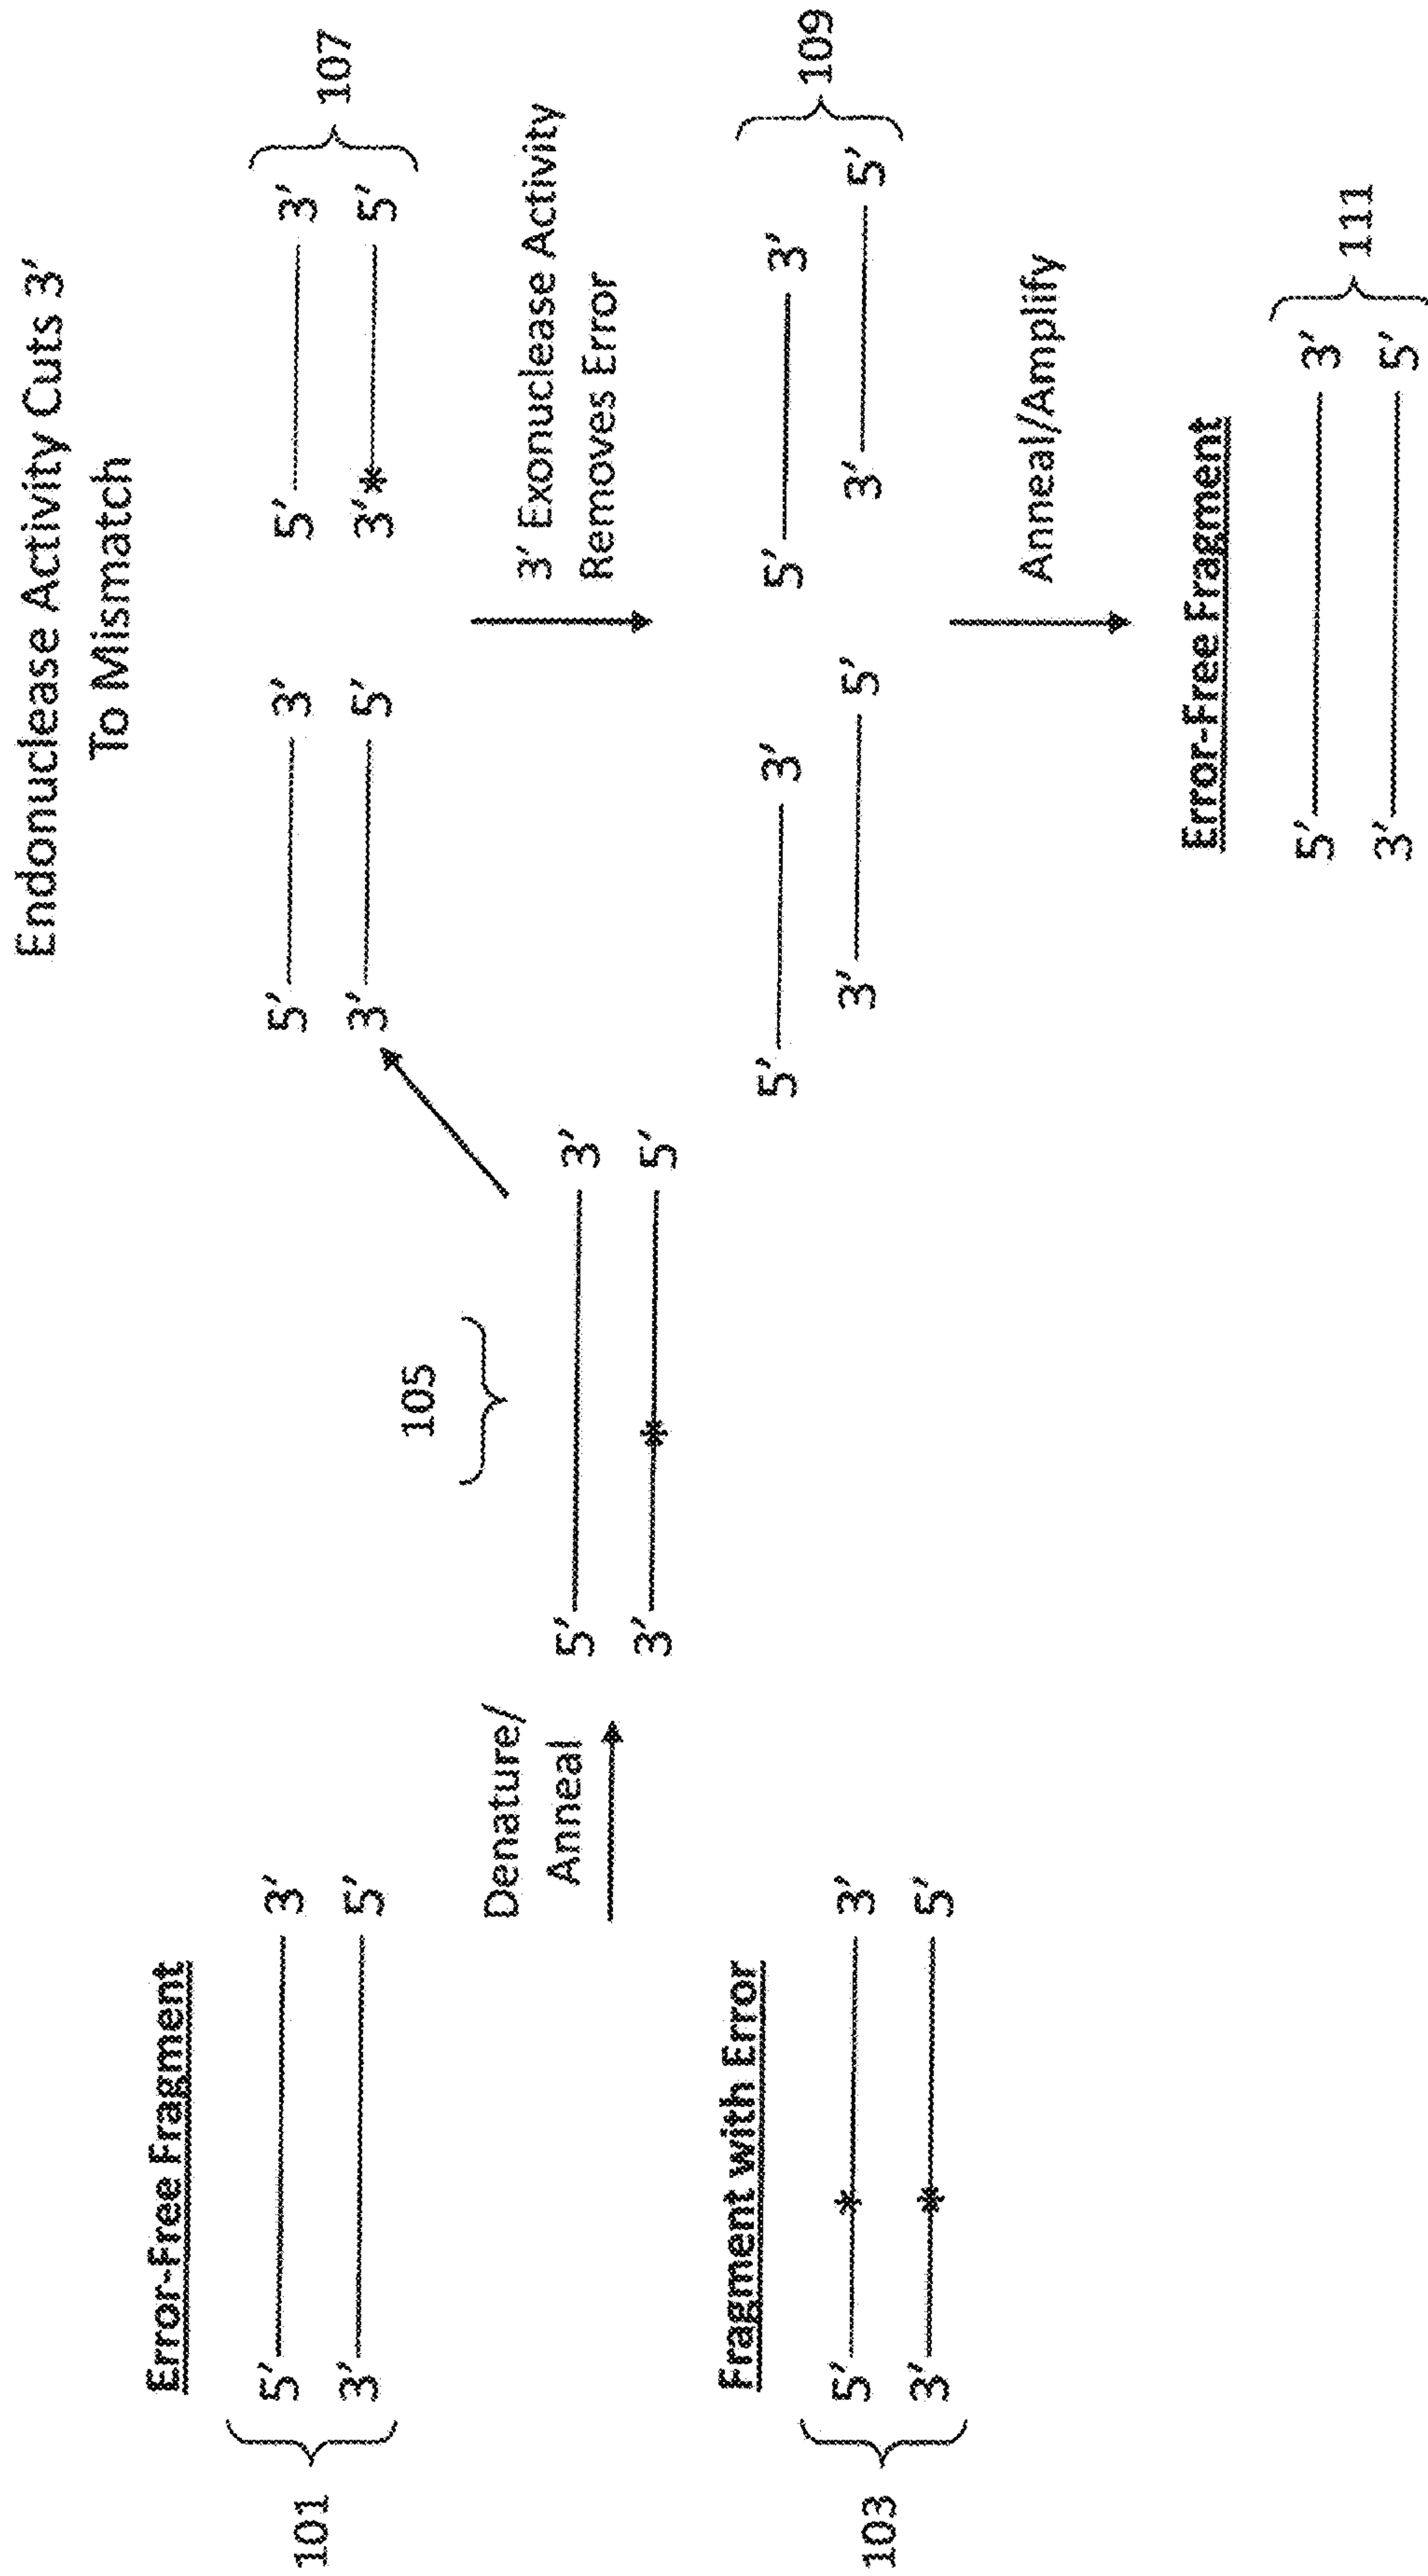 Error-Free Fragment
5' 3'
3' 5'
101
Fragment with Error
5' * 3'
3' * 5'
103
Denature/
Anneal
105
5' 3'
3' * 5'
Endonuclease Activity Cuts 3'
To Mismatch
5' 3' 5' 3'
3' 5' 3'* 5'
107
3' Exonuclease Activity
Removes Error
5' 3' 5' 3'
3' 5' 3' 5'
109
Anneal/Amplify
Error-Free Fragment
5' 3'
3' 5'
111